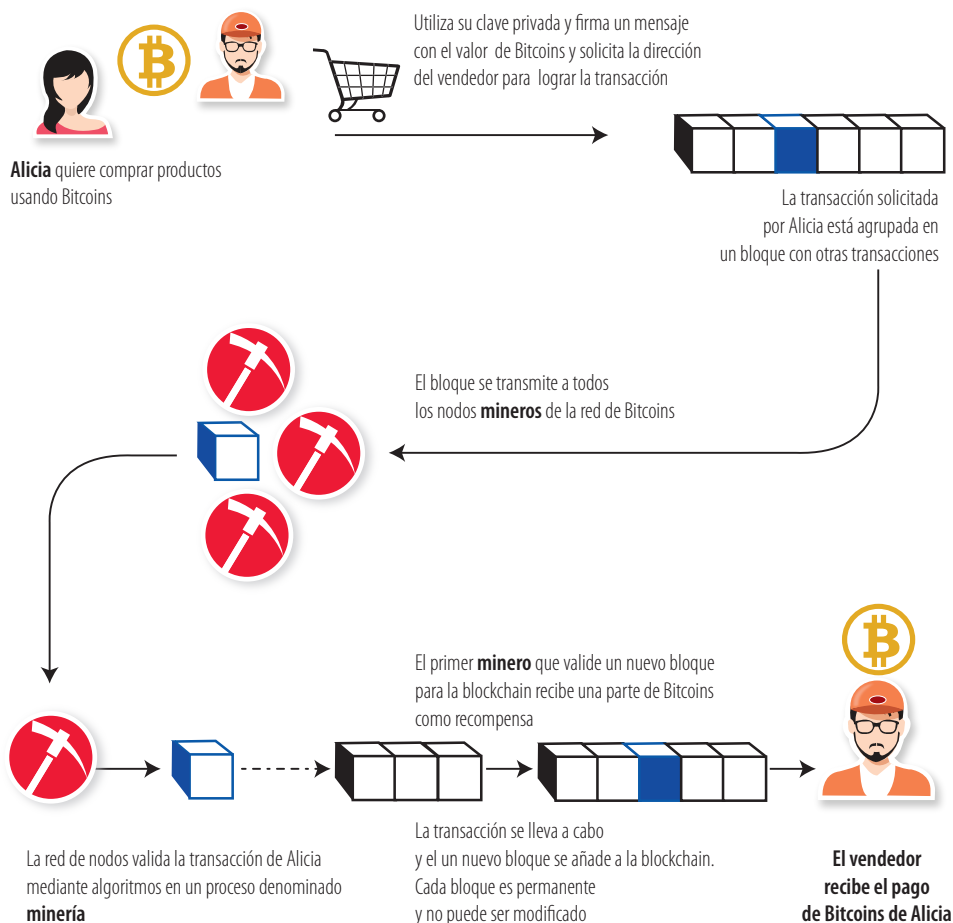 Utiliza su clave privada y firma un mensaje
con el valor de Bitcoins y solicita la dirección
del vendedor para lograr la transacción
Alicia quiere comprar productos
usando Bitcoins
La transacción solicitada
por Alicia está agrupada en
un bloque con otras transacciones
El bloque se transmite a todos
los nodos mineros de la red de Bitcoins
El primer minero que valide un nuevo bloque
para la blockchain recibe una parte de Bitcoins
como recompensa
La red de nodos valida la transacción de Alicia
mediante algoritmos en un proceso denominado
minería
La transacción se lleva a cabo
y el un nuevo bloque se añade a la blockchain.
Cada bloque es permanente
y no puede ser modificado
El vendedor
recibe el pago
de Bitcoins de Alicia